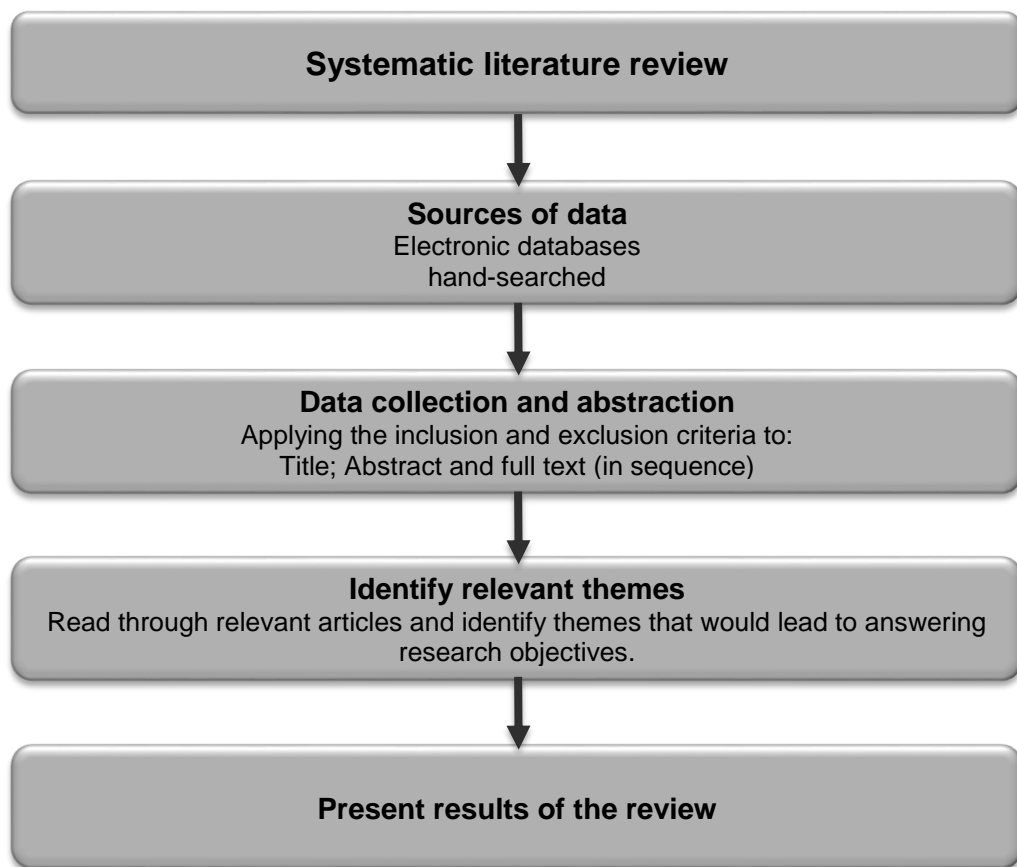 Systematic literature review
Sources of data
Electronic databases
hand-searched
Data collection and abstraction
Applying the inclusion and exclusion criteria to:
Title; Abstract and full text (in sequence)
Identify relevant themes
Read through relevant articles and identify themes that would lead to answering
research objectives.
Present results of the review